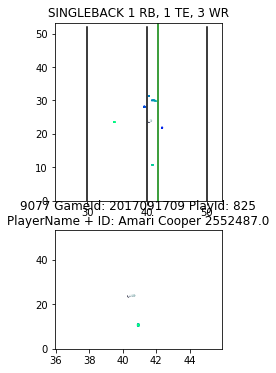 SINGLEBACK 1 RB, 1 TE, 3 WR
50
40
30
20
10
0
30 40 50
9077 GameId: 2017091709 PlayId: 825
PlayerName + ID: Amari Cooper 2552487.0
40
20
0
36 38 40 42 44